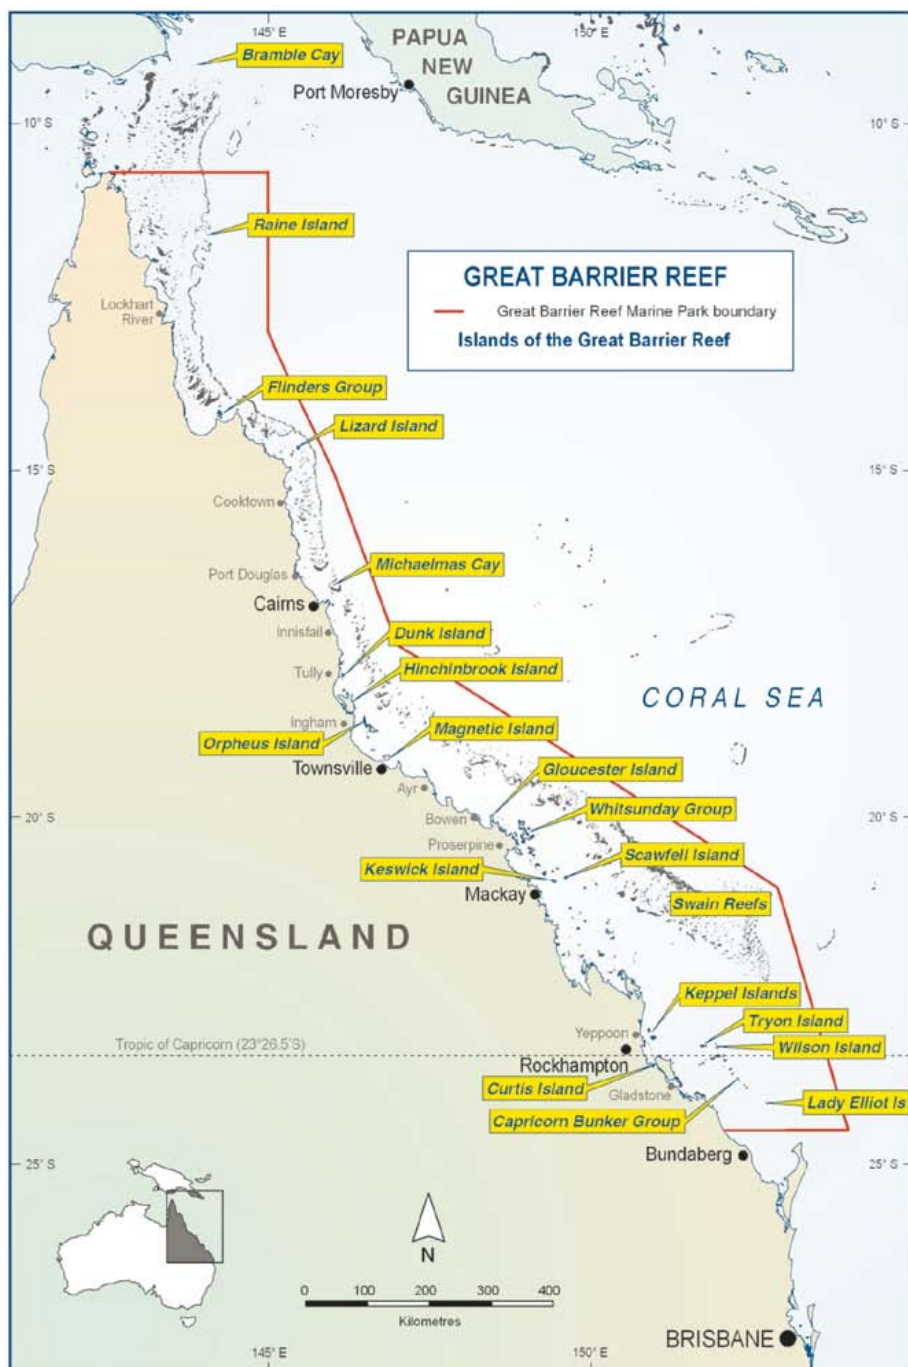 145° E
150° E
Bramble Cay
PAPUA
NEW
GUINEA
Port Moresby
10° S
10° S
Raine Island
GREAT BARRIER REEF
Great Barrier Reef Marine Park boundary
Islands of the Great Barrier Reef
Lockhart
River
Flinders Group
Lizard Island
15° S
15° S
Cooktown
Michaelmas Cay
Port Douglas
Cairns
Innisfail
Dunk Island
Tully
Hinchinbrook Island
CORAL SEA
Ingham
Orpheus Island
Magnetic Island
Townsville
Gloucester Island
Ayr
Whitsunday Group
20° S
20° S
Bowen
Proserpine
Scawfell Island
Keswick Island
Mackay
Swain Reefs
QUEENSLAND
Keppel Islands
Tryon Island
Yeppoon
Wilson Island
Tropic of Capricorn (23°26.5'S)
Rockhampton
Curtis Island
Gladstone
Lady Elliot Is
Capricorn Bunker Group
Bundaberg
25° S
25° S
N
0 100 200 300 400
Kilometres
BRISBANE
145° E
150° E